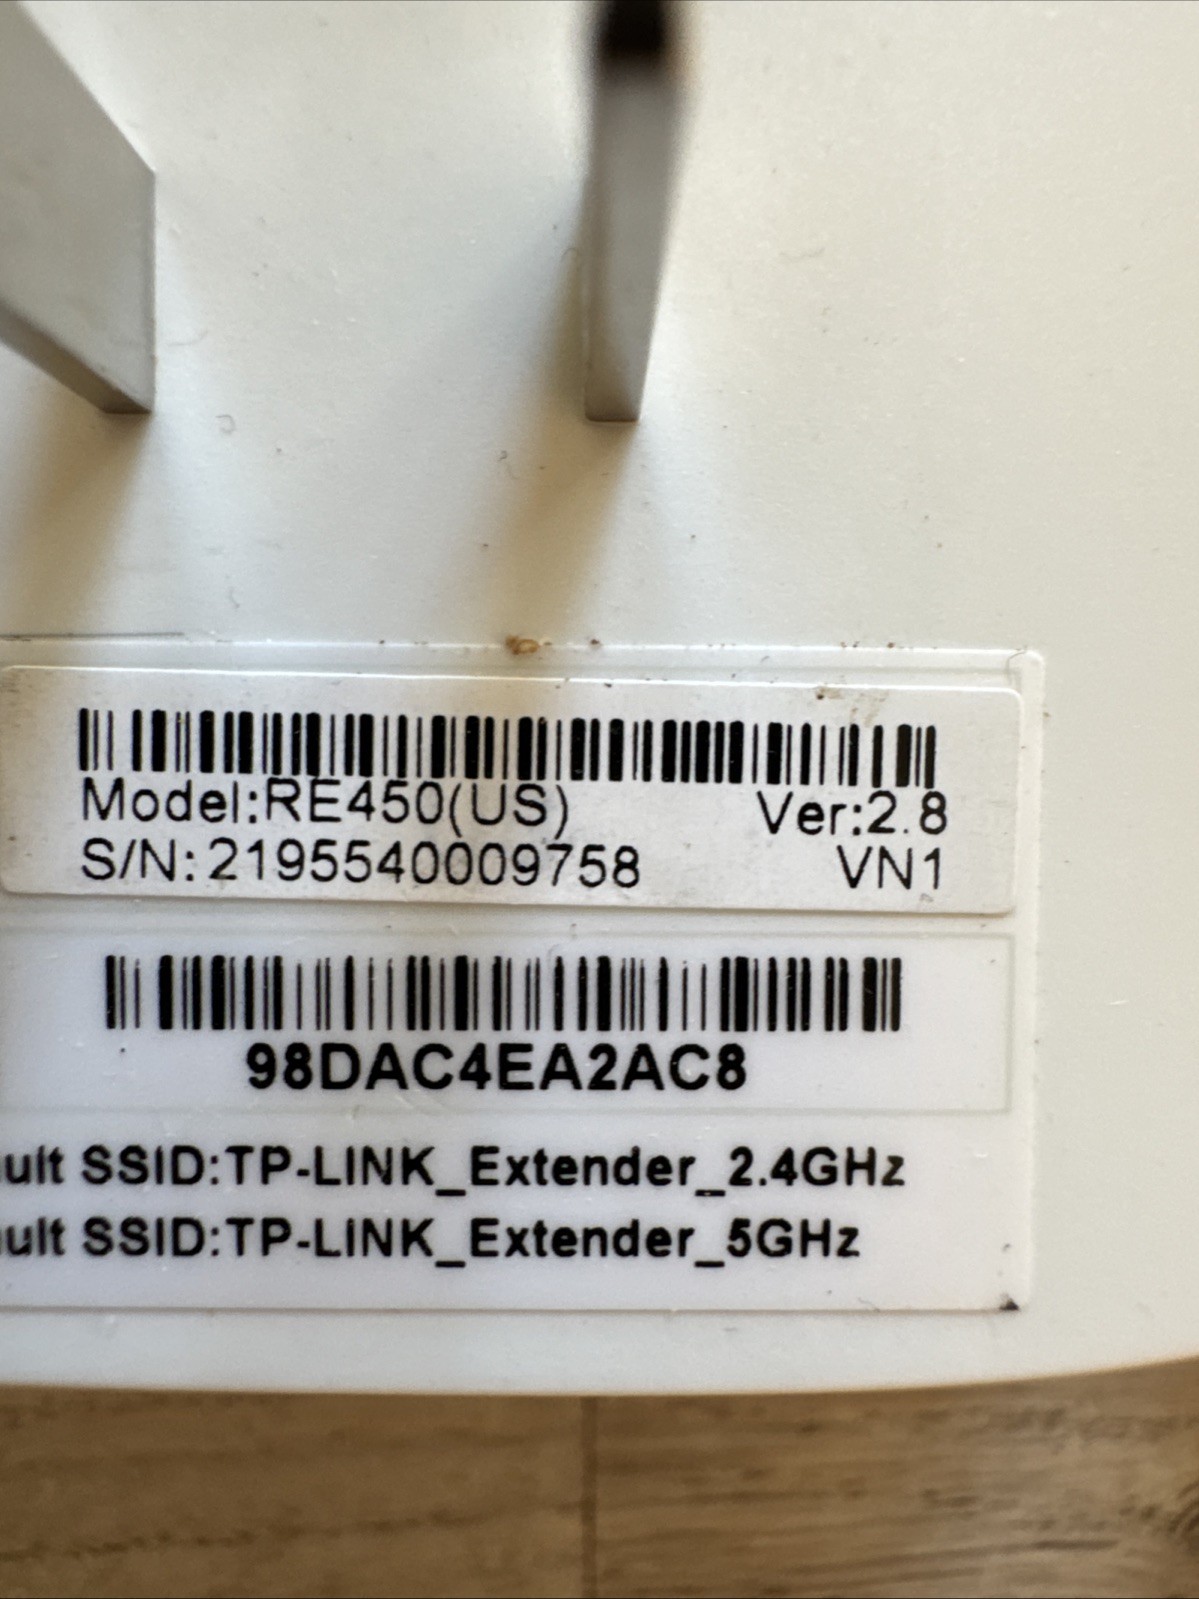 Model:RE450(US) Ver:2.8
S/N:2195540009758 VN1
98DAC4EA2AC8
ult SSID:TP-LINK_Extender_2.4GHz
ult SSID:TP-LINK_Extender_5GHz